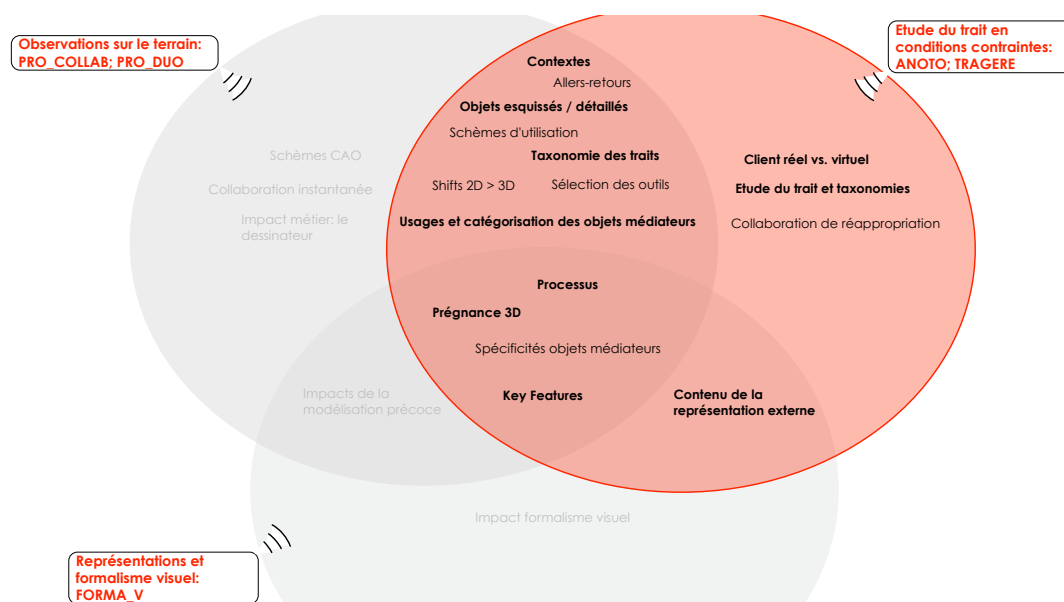 Observations sur le terrain:
PRO_COLLAB; PRO_DUO
Etude du trait en
conditions contraintes:
ANOTO; TRAGERE
Contextes
Allers-retours
Objets esquissés / détaillés
Schèmes d'utilisation
Schèmes CAO
Taxonomie des traits
Client réel vs. virtuel
Collaboration instantanée
Shifts 2D > 3D
Sélection des outils
Etude du trait et taxonomies
Impact métier: le
dessinateur
Usages et catégorisation des objets médiateurs
Collaboration de réappropriation
Processus
Prégnance 3D
Spécificités objets médiateurs
Impacts de la
modélisation précoce
Key Features
Contenu de la
représentation externe
Impact formalisme visuel
Représentations et
formalisme visuel:
FORMA_V